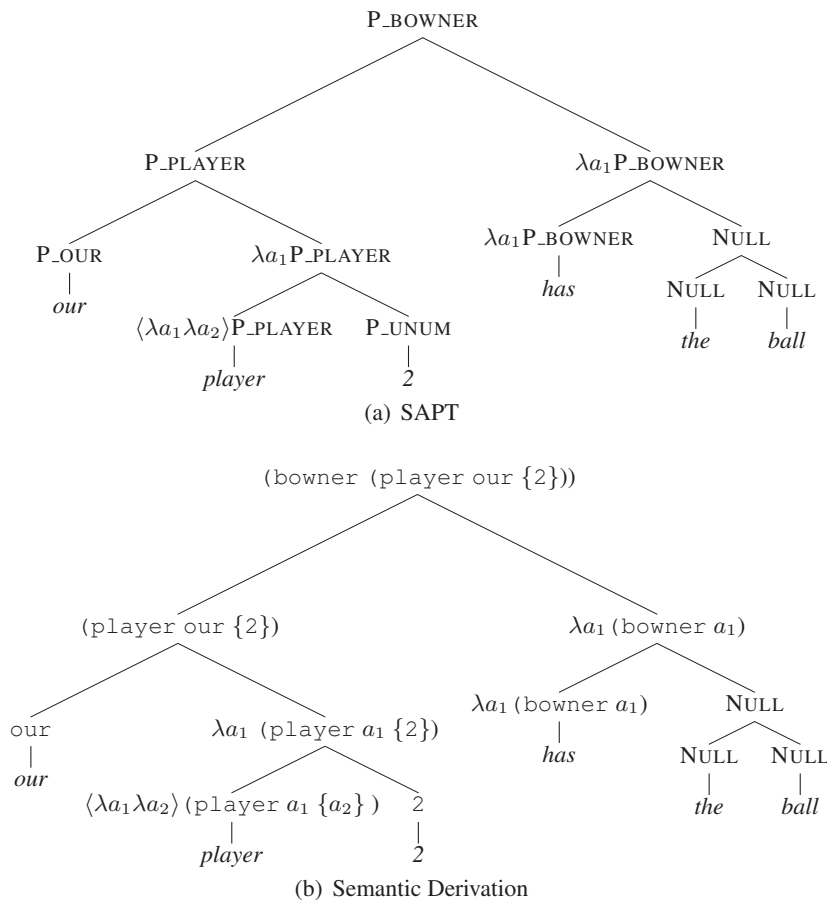 P_BOWNER
P_PLAYER λa₁P_BOWNER
P_OUR λa₁P_PLAYER λa₁P_BOWNER NULL
our ⟨λa₁λa₂⟩P_PLAYER P_UNUM has NULL NULL
player 2 the ball
(a) SAPT
(bowner (player our {2}))
(player our {2}) λa₁(bowner a₁)
our λa₁ (player a₁ {2}) λa₁(bowner a₁) NULL
our ⟨λa₁λa₂⟩(player a₁ {a₂} ) 2 has NULL NULL
player 2 the ball
(b) Semantic Derivation